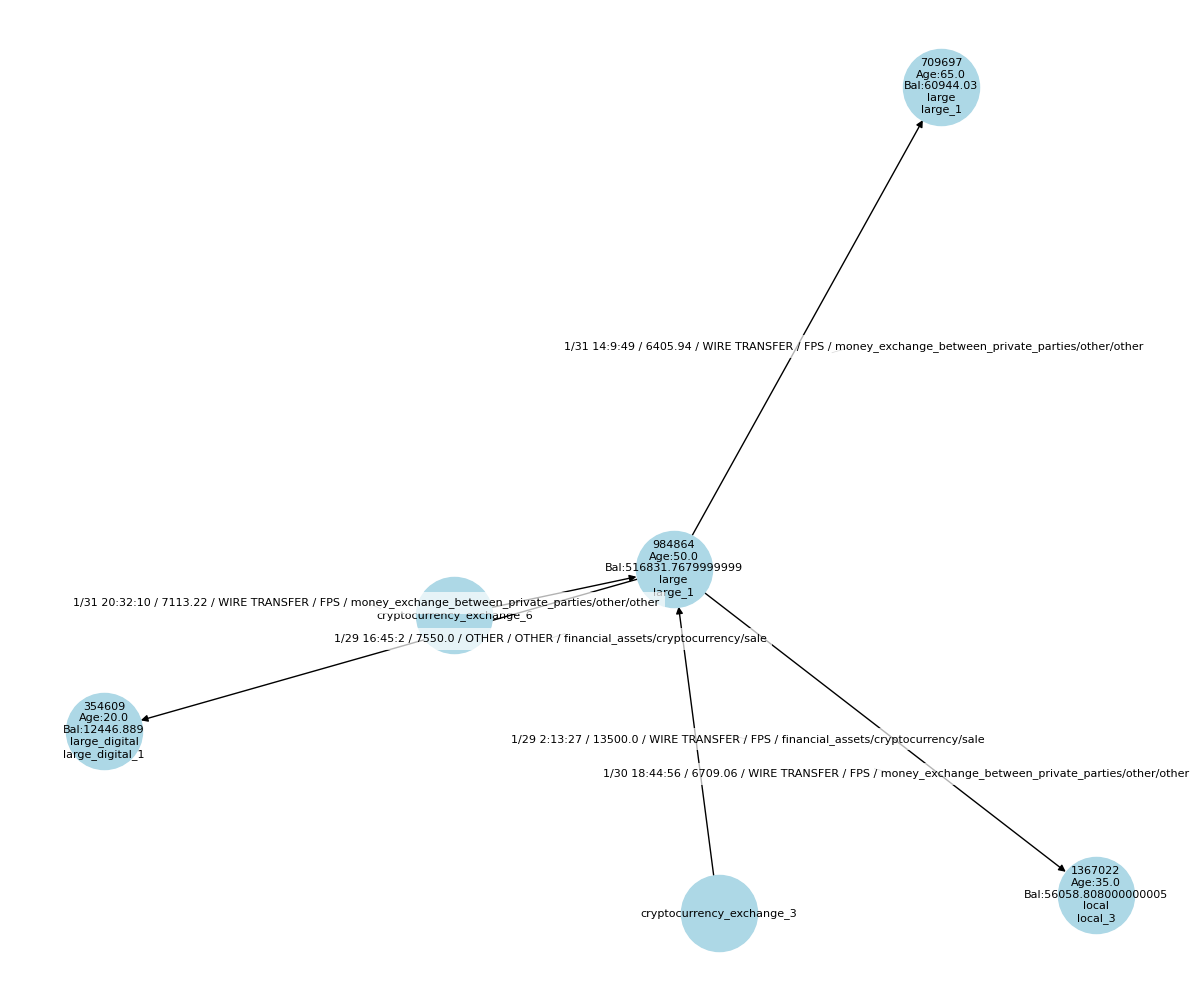 709697
Age:65.0
Bal:60944.03
large
large_1
1/31 14:9:49 / 6405.94 / WIRE TRANSFER / FPS / money_exchange_between_private_parties/other/other
984864
Age:50.0
Bal:516831.7679999999
large
large_1
1/31 20:32:10 / 7113.22 / WIRE TRANSFER / FPS / money_exchange_between_private_parties/other/other
cryptocurrency_exchange_6
1/29 16:45:2 / 7550.0 / OTHER / OTHER / financial_assets/cryptocurrency/sale
354609
Age:20.0
Bal:12446.889
large_digital
large_digital_1
1/29 2:13:27 / 13500.0 / WIRE TRANSFER / FPS / financial_assets/cryptocurrency/sale
1/30 18:44:56 / 6709.06 / WIRE TRANSFER / FPS / money_exchange_between_private_parties/other/other
1367022
Age:35.0
Bal:56058.808000000005
local
local_3
cryptocurrency_exchange_3